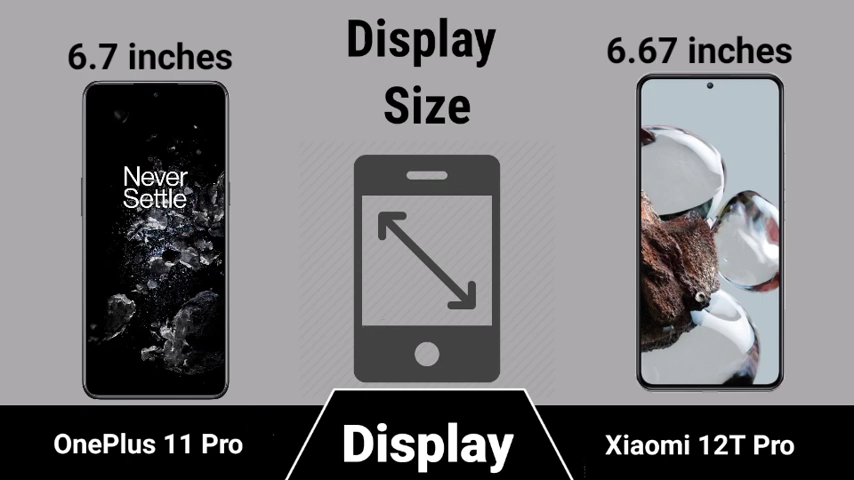 6.7 inches
Display
Size
6.67 inches
Never
Settle
OnePlus 11 Pro
Display
Xiaomi 12T Pro